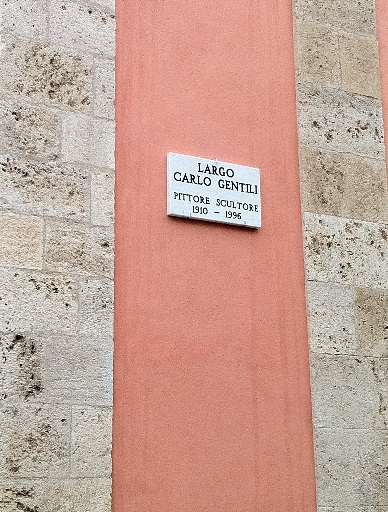 LARGO
CARLO GENTILI
PITTORE SCULTORE
1910 - 1996